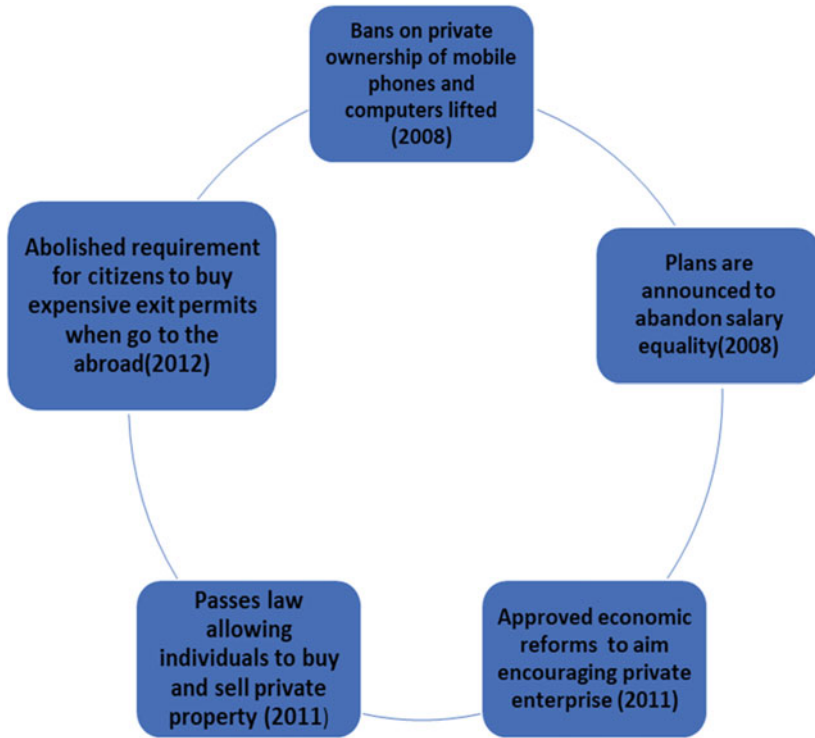 Bans on private
ownership of mobile
phones and
computers lifted
(2008)
Plans are
announced to
abandon salary
equality(2008)
Approved economic
reforms to aim
encouraging private
enterprise (2011)
Passes law
allowing
individuals to buy
and sell private
property (2011)
Abolished requirement
for citizens to buy
expensive exit permits
when go to the
abroad(2012)